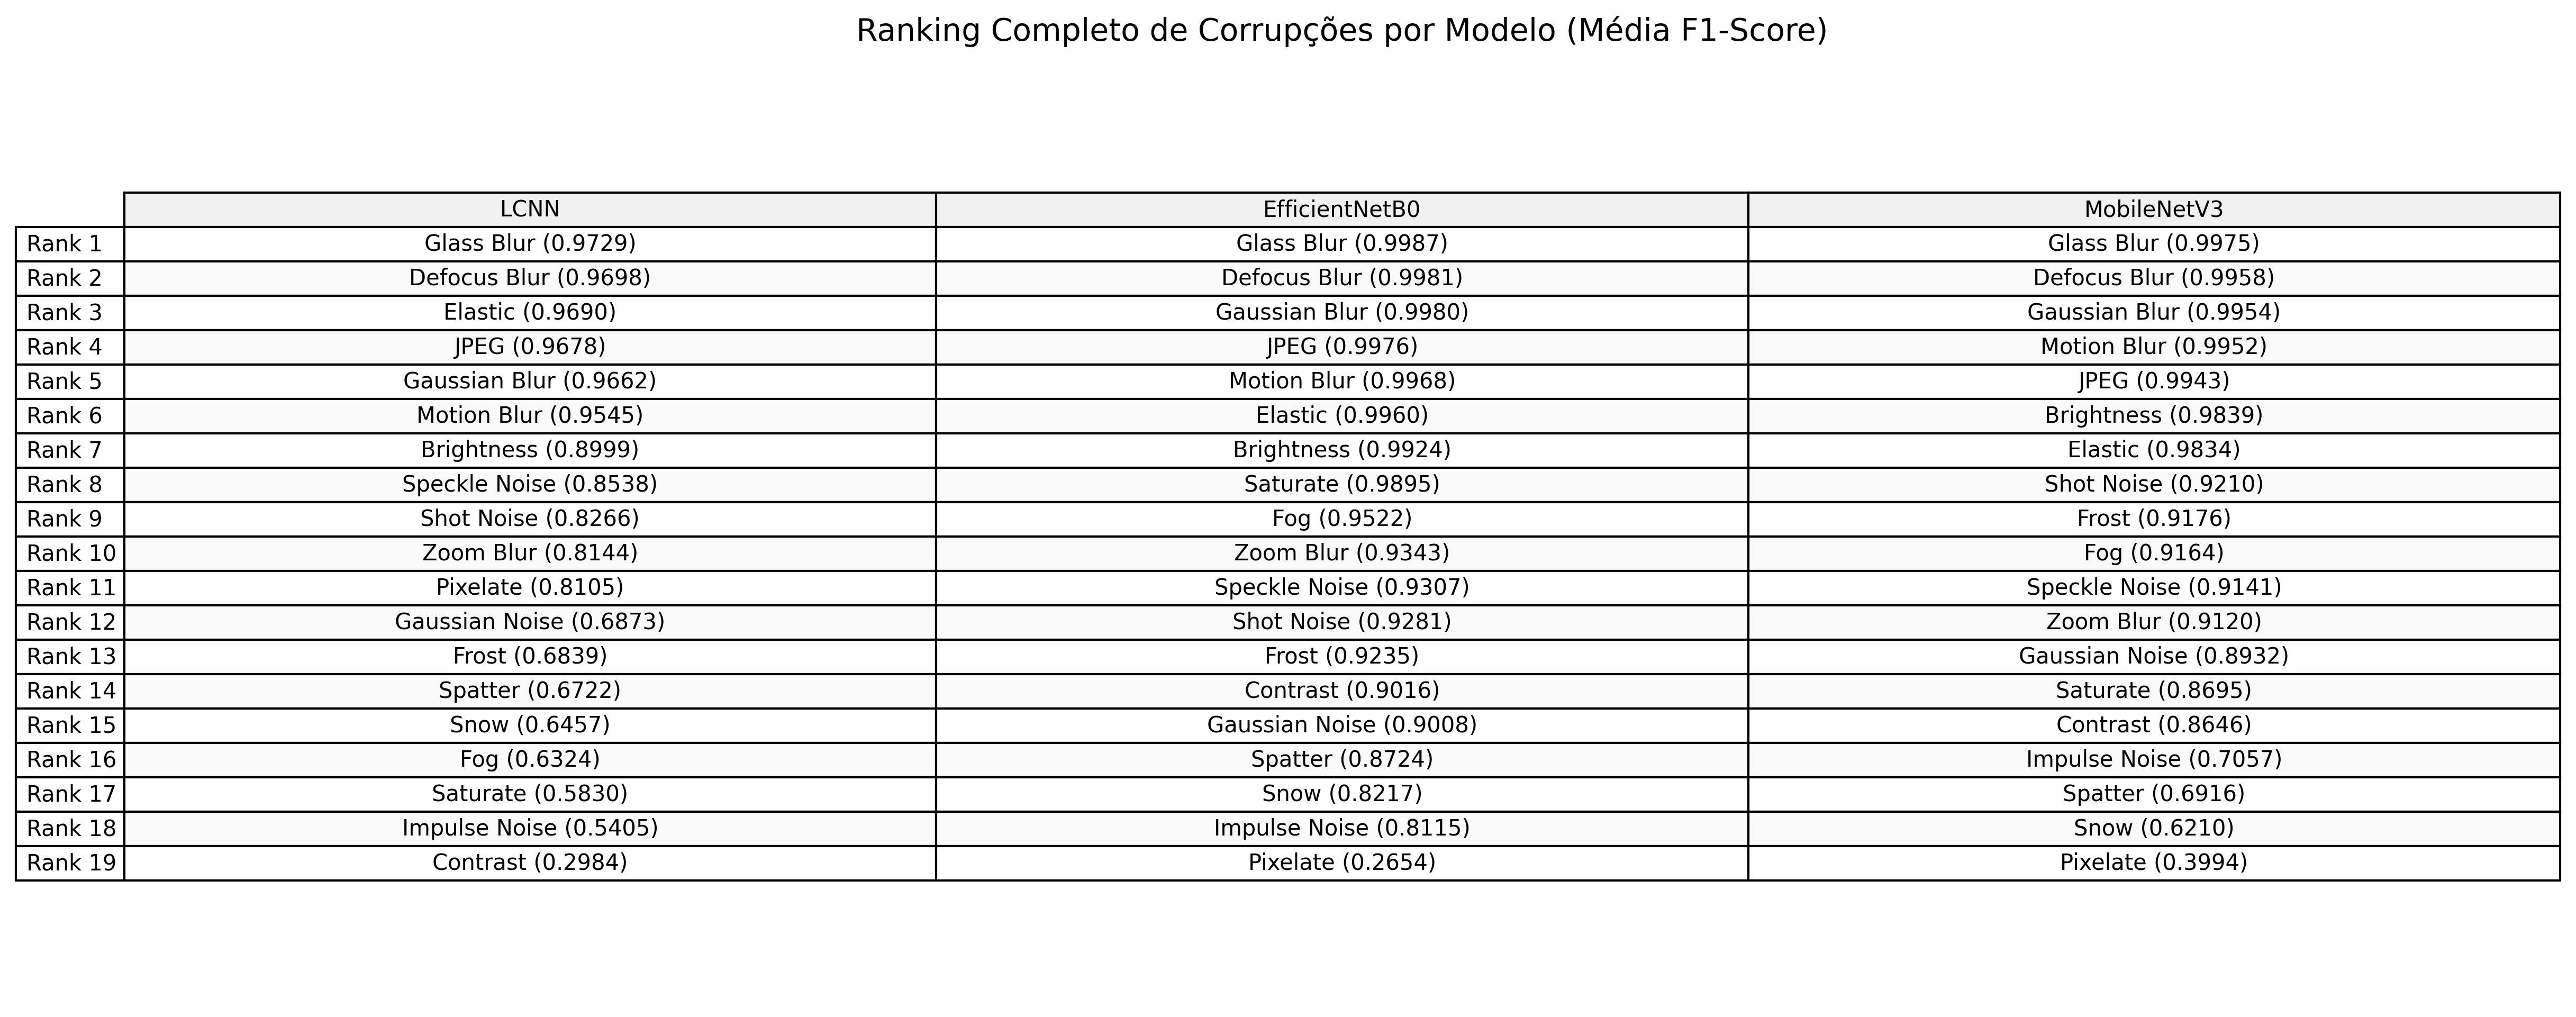 Ranking Completo de Corrupções por Modelo (Média F1-Score)
LCNN EfficientNetB0 MobileNetV3
Rank 1 Glass Blur (0.9729) Glass Blur (0.9987) Glass Blur (0.9975)
Rank 2 Defocus Blur (0.9698) Defocus Blur (0.9981) Defocus Blur (0.9958)
Rank 3 Elastic (0.9690) Gaussian Blur (0.9980) Gaussian Blur (0.9954)
Rank 4 JPEG (0.9678) JPEG (0.9976) Motion Blur (0.9952)
Rank 5 Gaussian Blur (0.9662) Motion Blur (0.9968) JPEG (0.9943)
Rank 6 Motion Blur (0.9545) Elastic (0.9960) Brightness (0.9839)
Rank 7 Brightness (0.8999) Brightness (0.9924) Elastic (0.9834)
Rank 8 Speckle Noise (0.8538) Saturate (0.9895) Shot Noise (0.9210)
Rank 9 Shot Noise (0.8266) Fog (0.9522) Frost (0.9176)
Rank 10 Zoom Blur (0.8144) Zoom Blur (0.9343) Fog (0.9164)
Rank 11 Pixelate (0.8105) Speckle Noise (0.9307) Speckle Noise (0.9141)
Rank 12 Gaussian Noise (0.6873) Shot Noise (0.9281) Zoom Blur (0.9120)
Rank 13 Frost (0.6839) Frost (0.9235) Gaussian Noise (0.8932)
Rank 14 Spatter (0.6722) Contrast (0.9016) Saturate (0.8695)
Rank 15 Snow (0.6457) Gaussian Noise (0.9008) Contrast (0.8646)
Rank 16 Fog (0.6324) Spatter (0.8724) Impulse Noise (0.7057)
Rank 17 Saturate (0.5830) Snow (0.8217) Spatter (0.6916)
Rank 18 Impulse Noise (0.5405) Impulse Noise (0.8115) Snow (0.6210)
Rank 19 Contrast (0.2984) Pixelate (0.2654) Pixelate (0.3994)